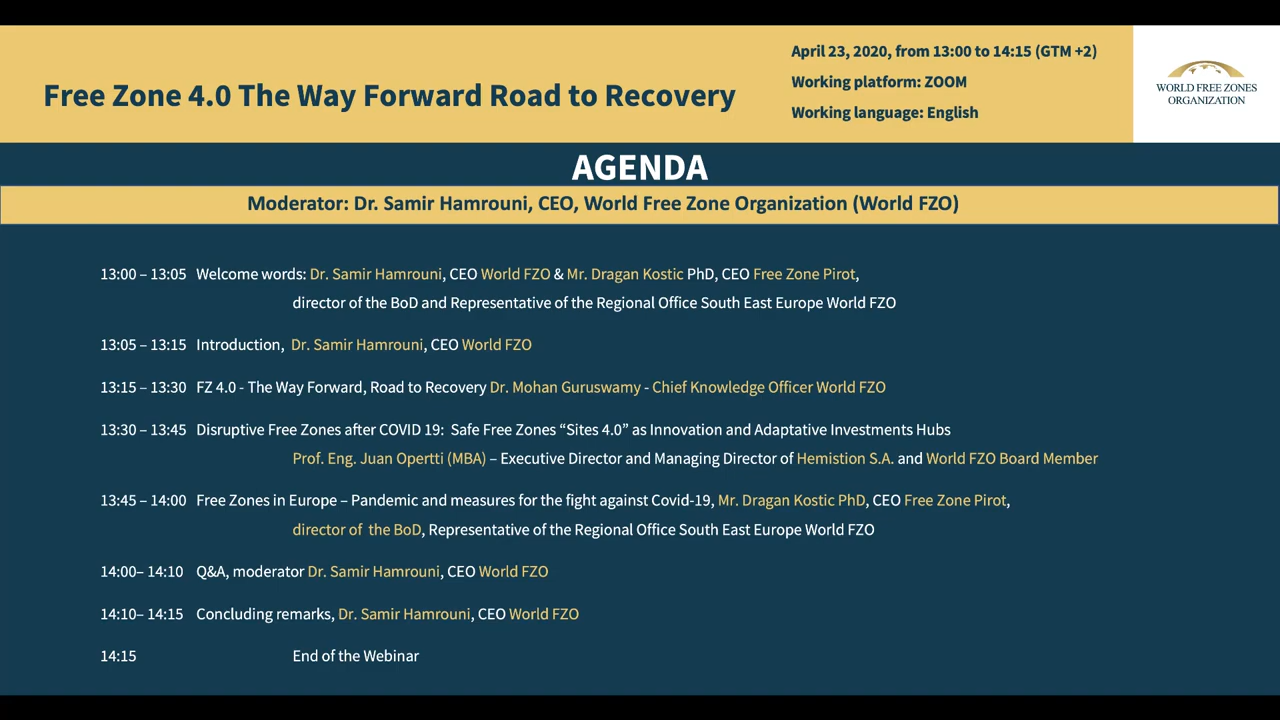 Free Zone 4.0 The Way Forward Road to Recovery
April 23, 2020, from 13:00 to 14:15 (GTM +2)
Working platform: ZOOM
Working language: English
WORLD FREE ZONES
ORGANIZATION
AGENDA
Moderator: Dr. Samir Hamrouni, CEO, World Free Zone Organization (World FZO)
13:00 – 13:05 Welcome words: Dr. Samir Hamrouni, CEO World FZO & Mr. Dragan Kostic PhD, CEO Free Zone Pirot,
director of the BoD and Representative of the Regional Office South East Europe World FZO
13:05 – 13:15 Introduction, Dr. Samir Hamrouni, CEO World FZO
13:15 – 13:30 FZ 4.0 - The Way Forward, Road to Recovery Dr. Mohan Guruswamy - Chief Knowledge Officer World FZO
13:30 – 13:45 Disruptive Free Zones after COVID 19: Safe Free Zones “Sites 4.0” as Innovation and Adaptative Investments Hubs
Prof. Eng. Juan Opertti (MBA) – Executive Director and Managing Director of Hemistion S.A. and World FZO Board Member
13:45 – 14:00 Free Zones in Europe – Pandemic and measures for the fight against Covid-19, Mr. Dragan Kostic PhD, CEO Free Zone Pirot,
director of the BoD, Representative of the Regional Office South East Europe World FZO
14:00– 14:10 Q&A, moderator Dr. Samir Hamrouni, CEO World FZO
14:10– 14:15 Concluding remarks, Dr. Samir Hamrouni, CEO World FZO
14:15 End of the Webinar